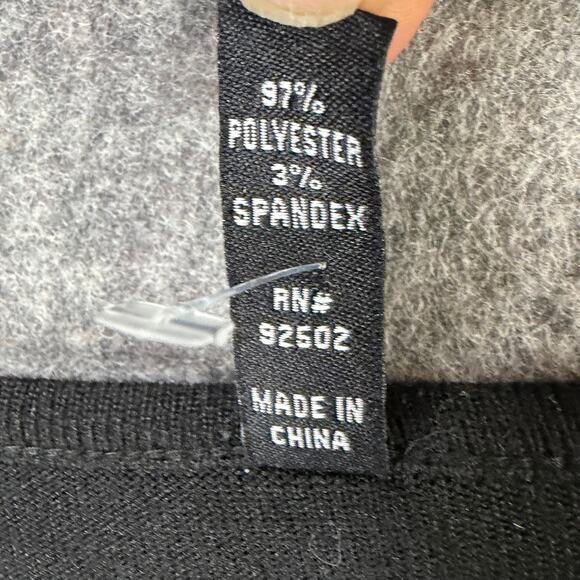 97%
POLYESTER
3%
SPANDEX
RN#
92502
MADE IN
CHINA